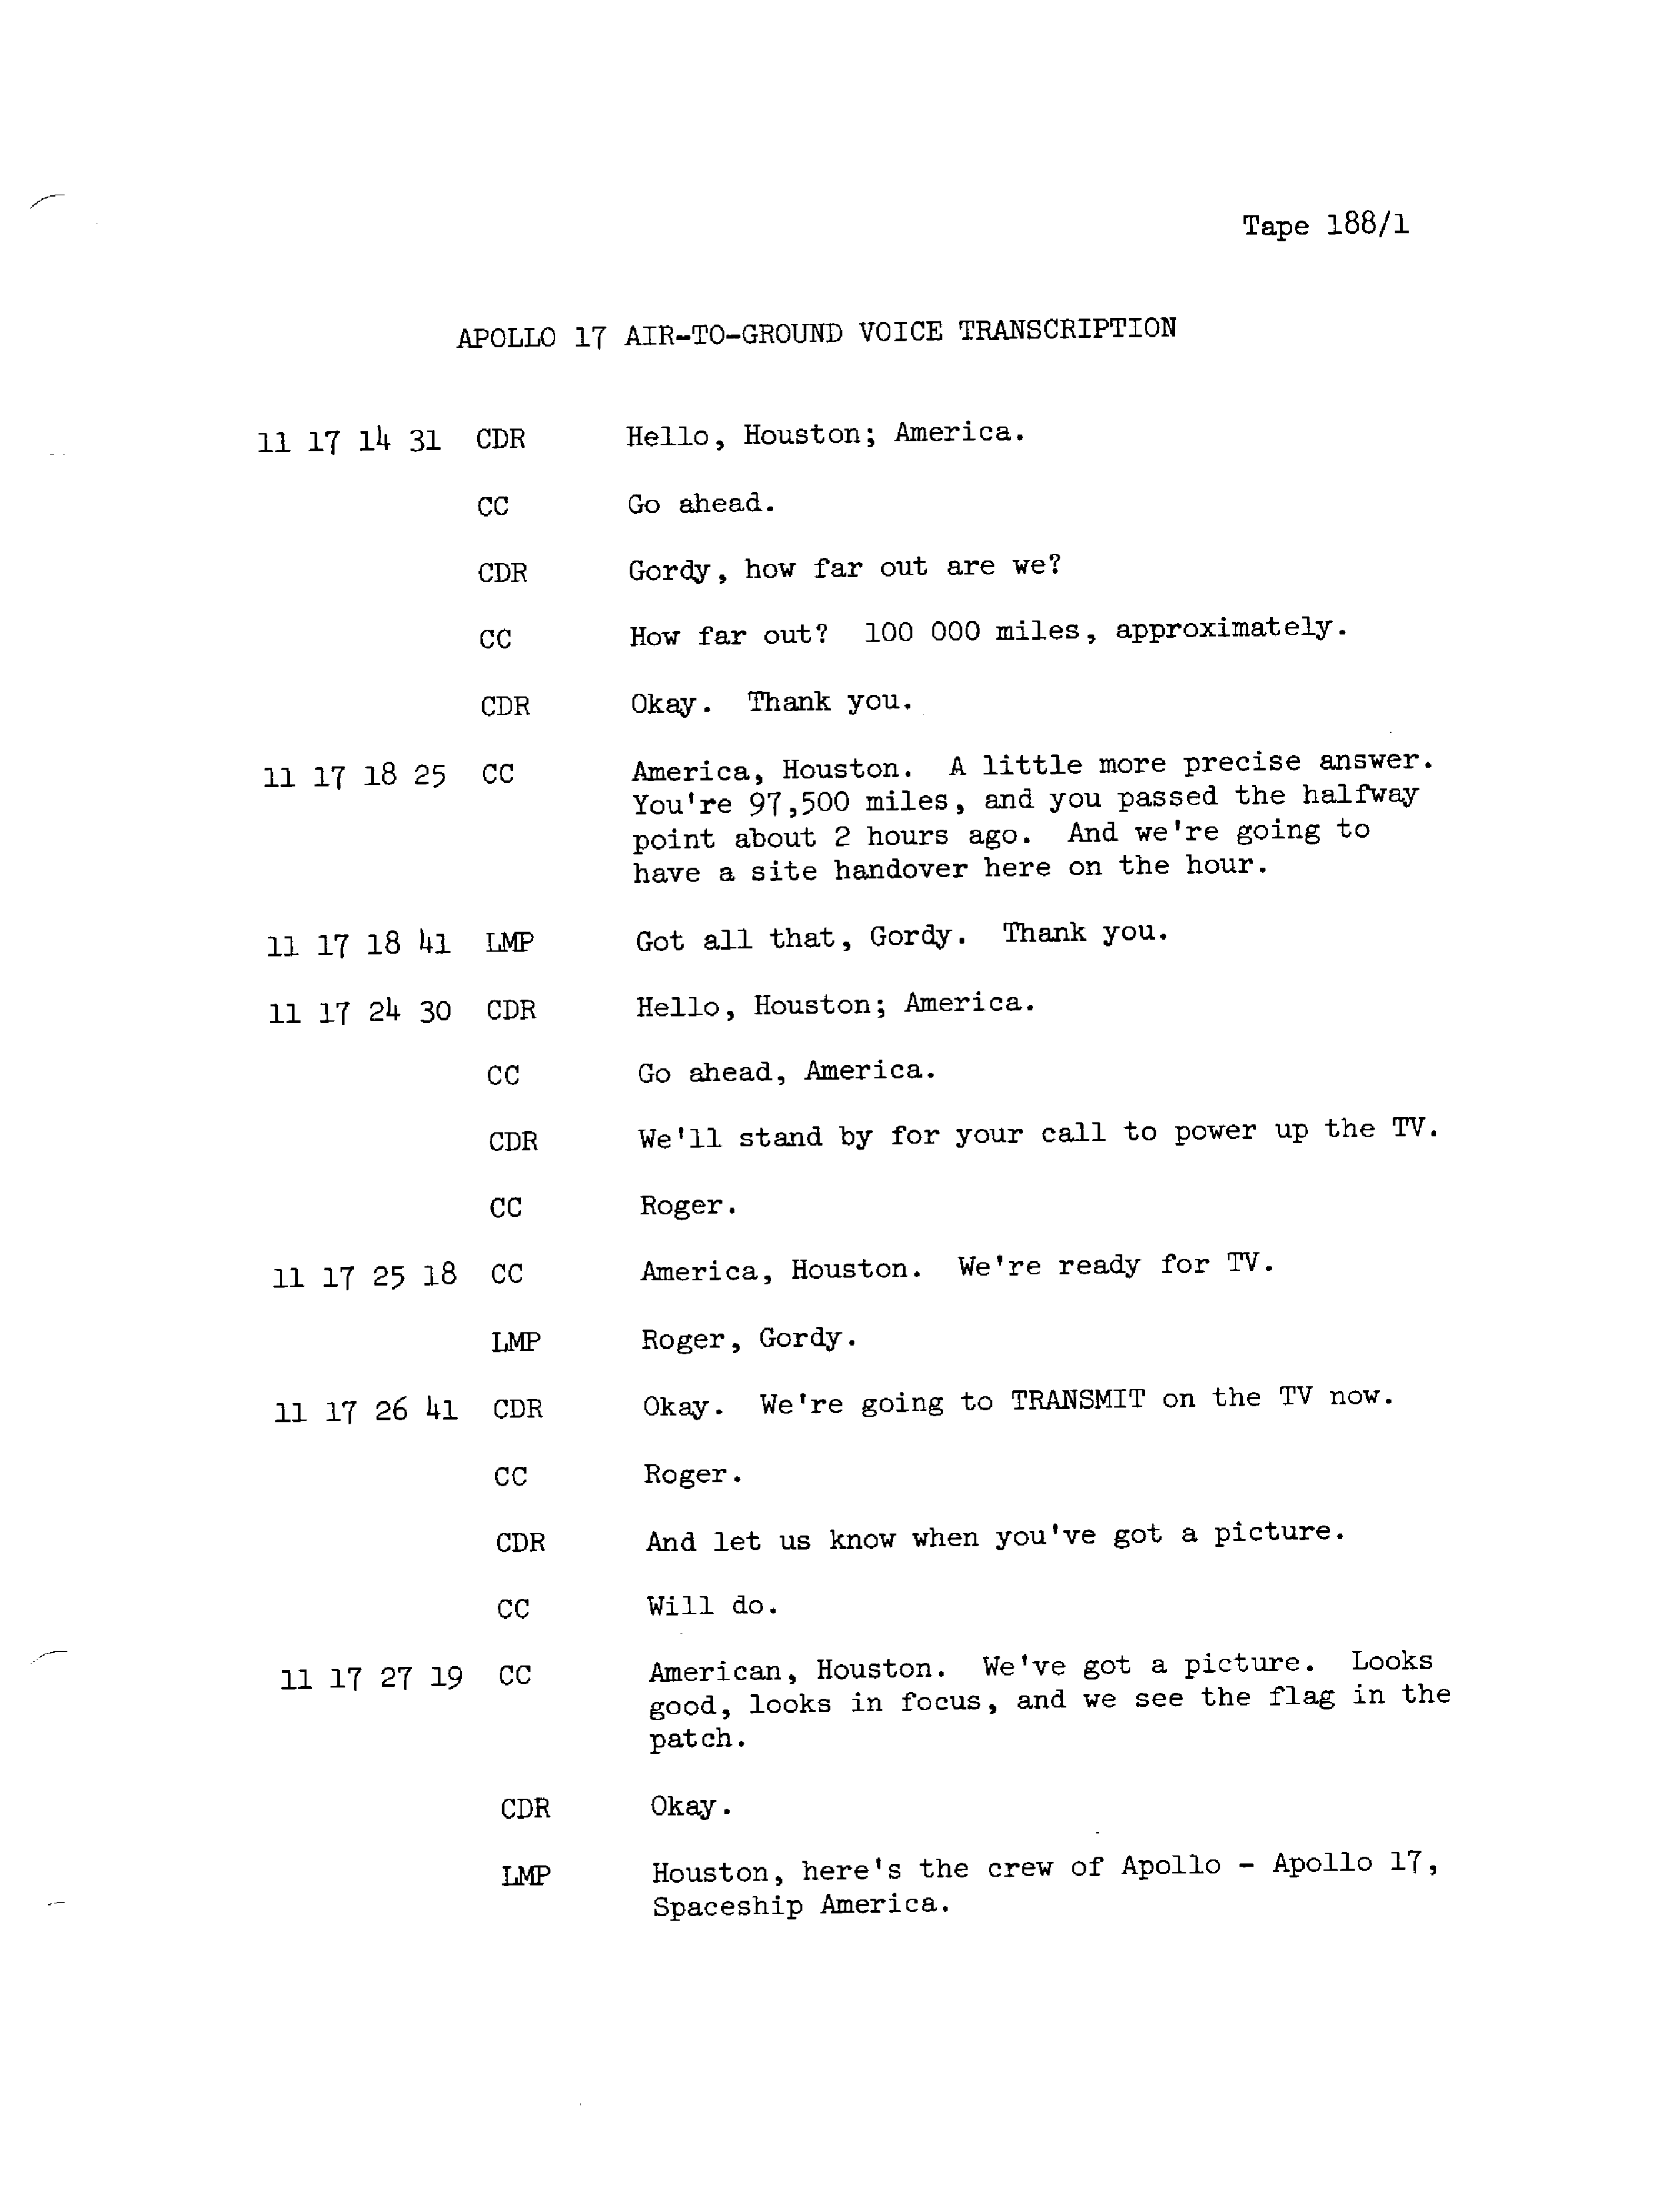 Tape 188/1
APOLLO 17 AIR-TO-GROUND VOICE TRANSCRIPTION
11 17 14 31 CDR Hello, Houston; America.
CC Go ahead.
CDR Gordy, how far out are we?
CC How far out? 100 000 miles, approximately.
CDR Okay. Thank you.
11 17 18 25 CC America, Houston. A little more precise answer.
You're 97,500 miles, and you passed the halfway
point about 2 hours ago. And we're going to
have a site handover here on the hour.
11 17 18 41 LMP Got all that, Gordy. Thank you.
11 17 24 30 CDR Hello, Houston; America.
CC Go ahead, America.
CDR We'll stand by for your call to power up the TV.
CC Roger.
11 17 25 18 CC America, Houston. We're ready for TV.
LMP Roger, Gordy.
11 17 26 41 CDR Okay. We're going to TRANSMIT on the TV now.
CC Roger.
CDR And let us know when you've got a picture.
CC Will do.
11 17 27 19 CC American, Houston. We've got a picture. Looks
good, looks in focus, and we see the flag in the
patch.
CDR Okay.
LMP Houston, here's the crew of Apollo - Apollo 17,
Spaceship America.